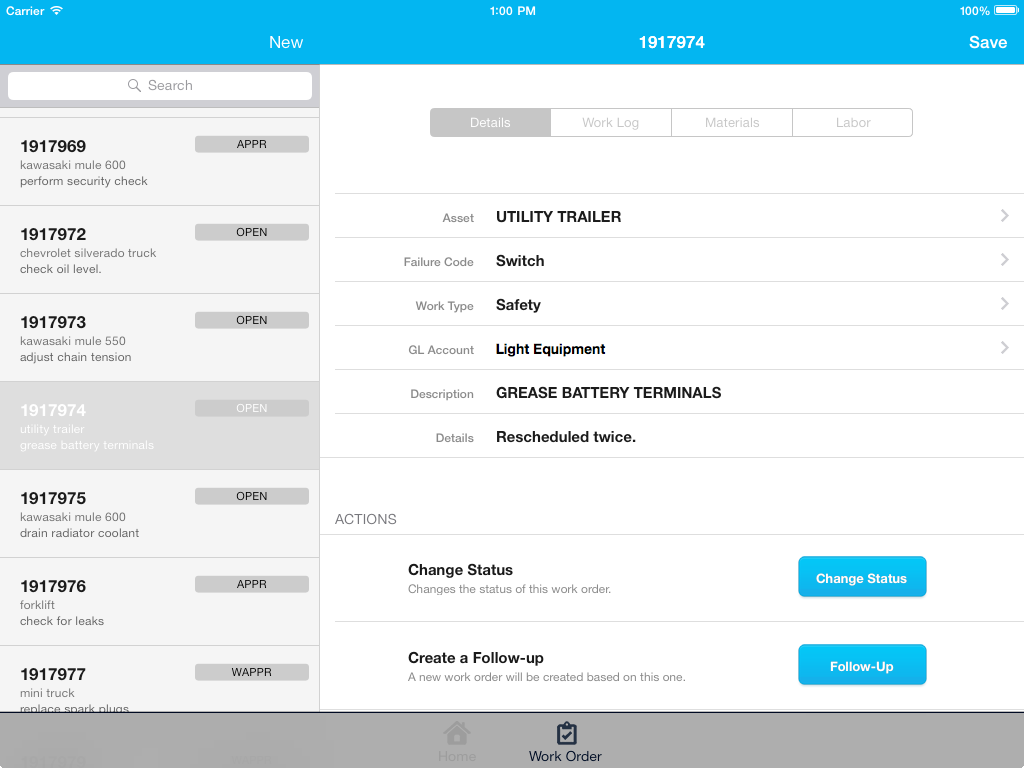 Carrier 1:00 PM 100%
New 1917974 Save
Search
1917969 APPR
kawasaki mule 600
perform security check
1917972 OPEN
chevrolet silverado truck
check oil level.
1917973 OPEN
kawasaki mule 550
adjust chain tension
1917974 OPEN
utility trailer
grease battery terminals
1917975 OPEN
kawasaki mule 600
drain radiator coolant
1917976 APPR
forklift
check for leaks
1917977 WAPPR
mini truck
replace spark plugs
Details Work Log Materials Labor
Asset UTILITY TRAILER
Failure Code Switch
Work Type Safety
GL Account Light Equipment
Description GREASE BATTERY TERMINALS
Details Rescheduled twice.
ACTIONS
Change Status
Changes the status of this work order.
Change Status
Create a Follow-up
A new work order will be created based on this one.
Follow-Up
Home Work Order